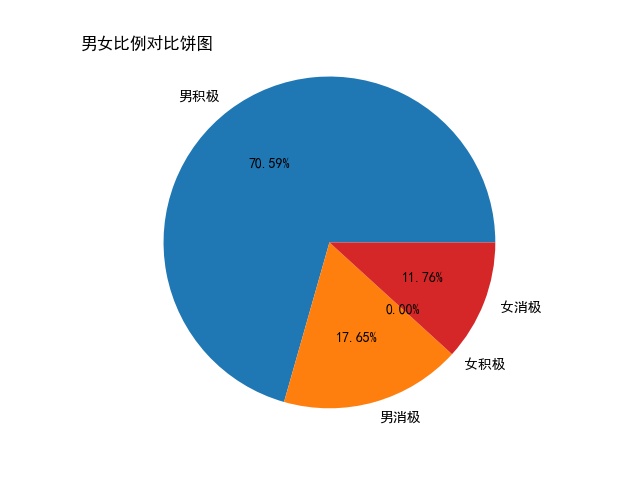 男女比例对比饼图
男积极
70.59%
11.76%
女消极
0.00%
17.65%
女积极
男消极